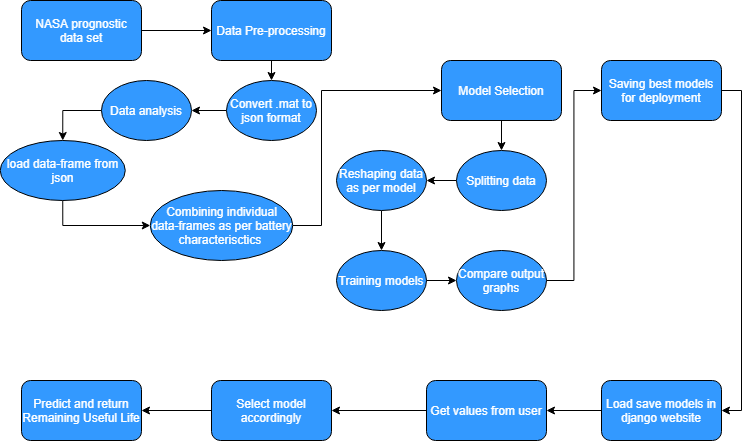 NASA prognostic
data set
Data Pre-processing
Convert .mat to
json format
Data analysis
load data-frame from
json
Combining individual
data-frames as per battery
characterisctics
Model Selection
Splitting data
Reshaping data
as per model
Training models
Compare output
graphs
Saving best models
for deployment
Load save models in
django website
Get values from user
Select model
accordingly
Predict and return
Remaining Useful Life